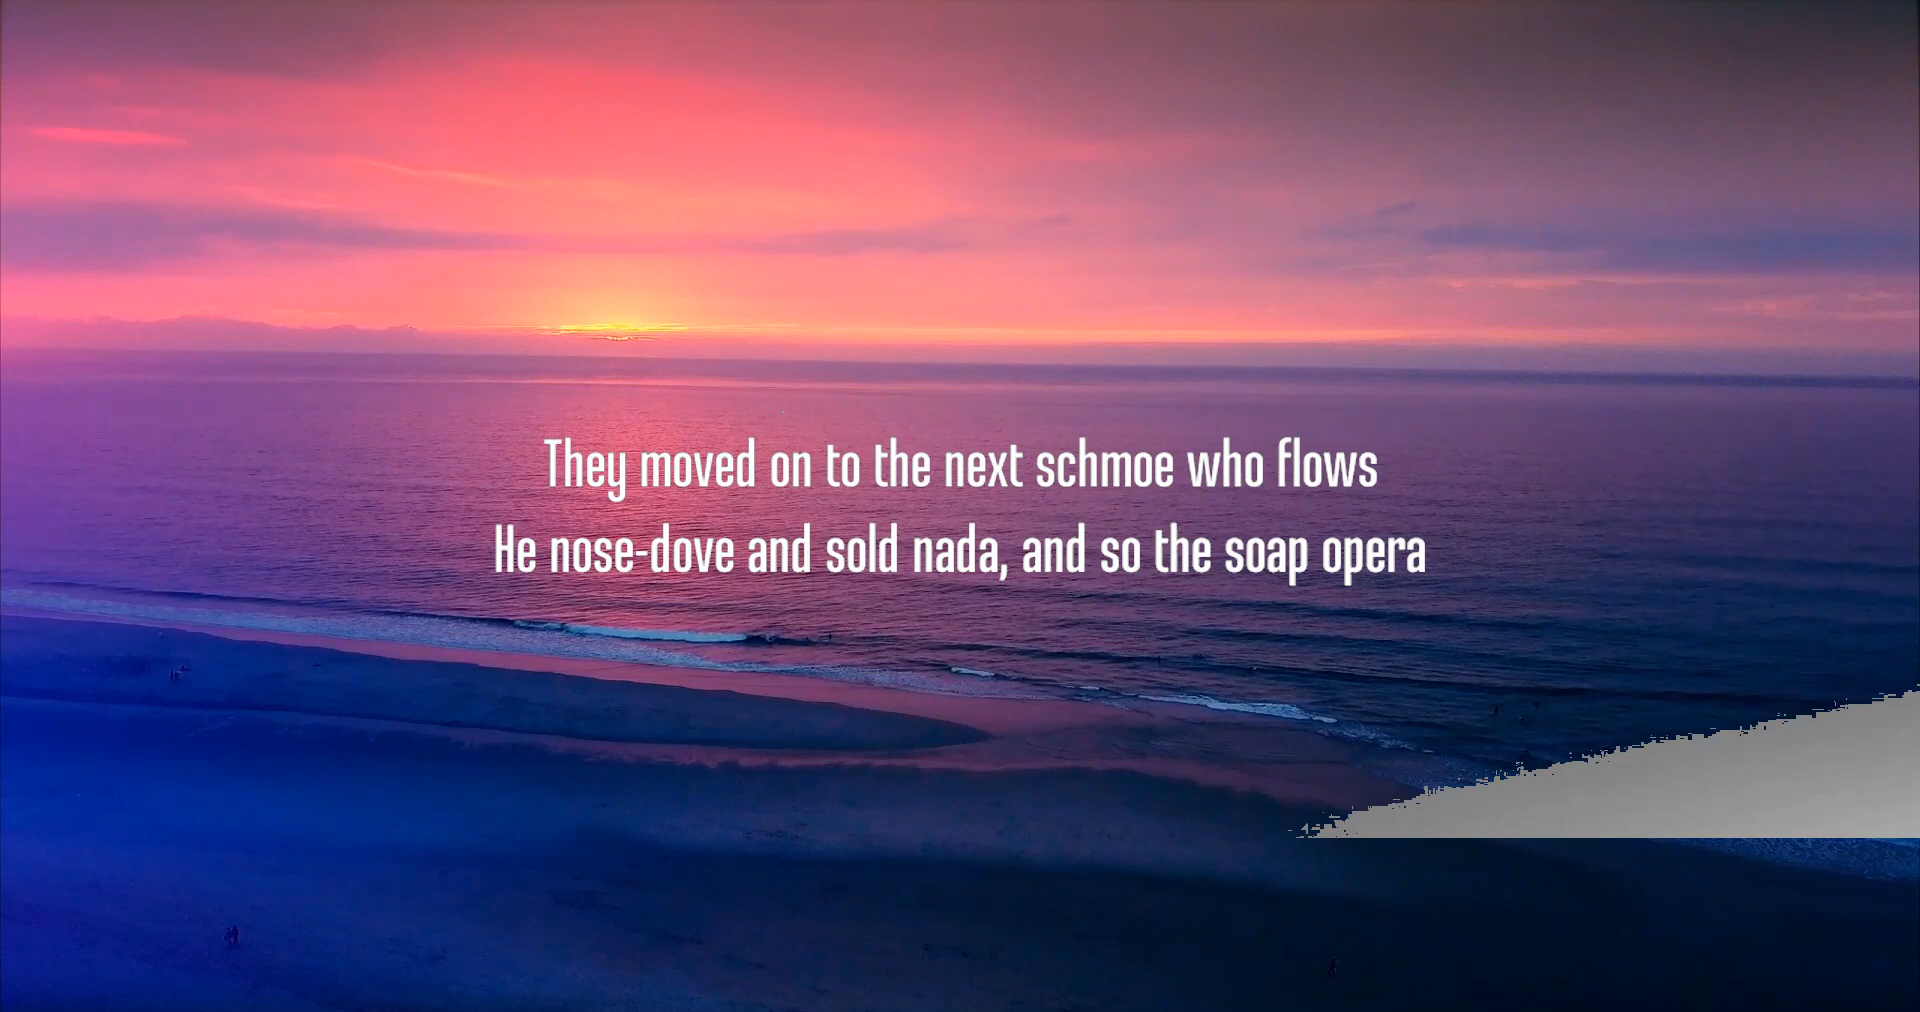 They moved on to the next schmoe who flows
He nose-dove and sold nada, and so the soap opera